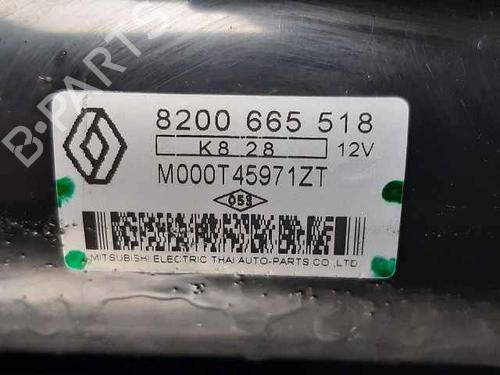 8200 665 518
K8 28 12V
M000T45971ZT
053
MITSUBISHI ELECTRIC THAI AUTO-PARTS CO.,LTD.
B-PARTS